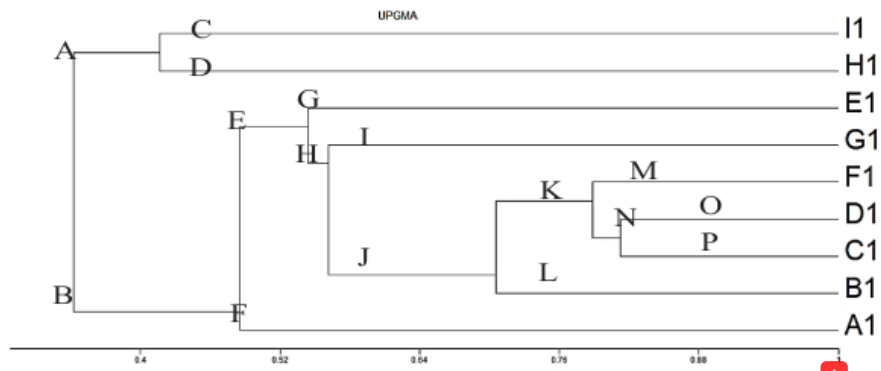 UPGMA
C I1
A
D H1
G E1
E
I G1
H
M F1
K
O D1
N
P C1
J
L B1
B
F A1
0.4 0.52 0.64 0.76 0.88 1